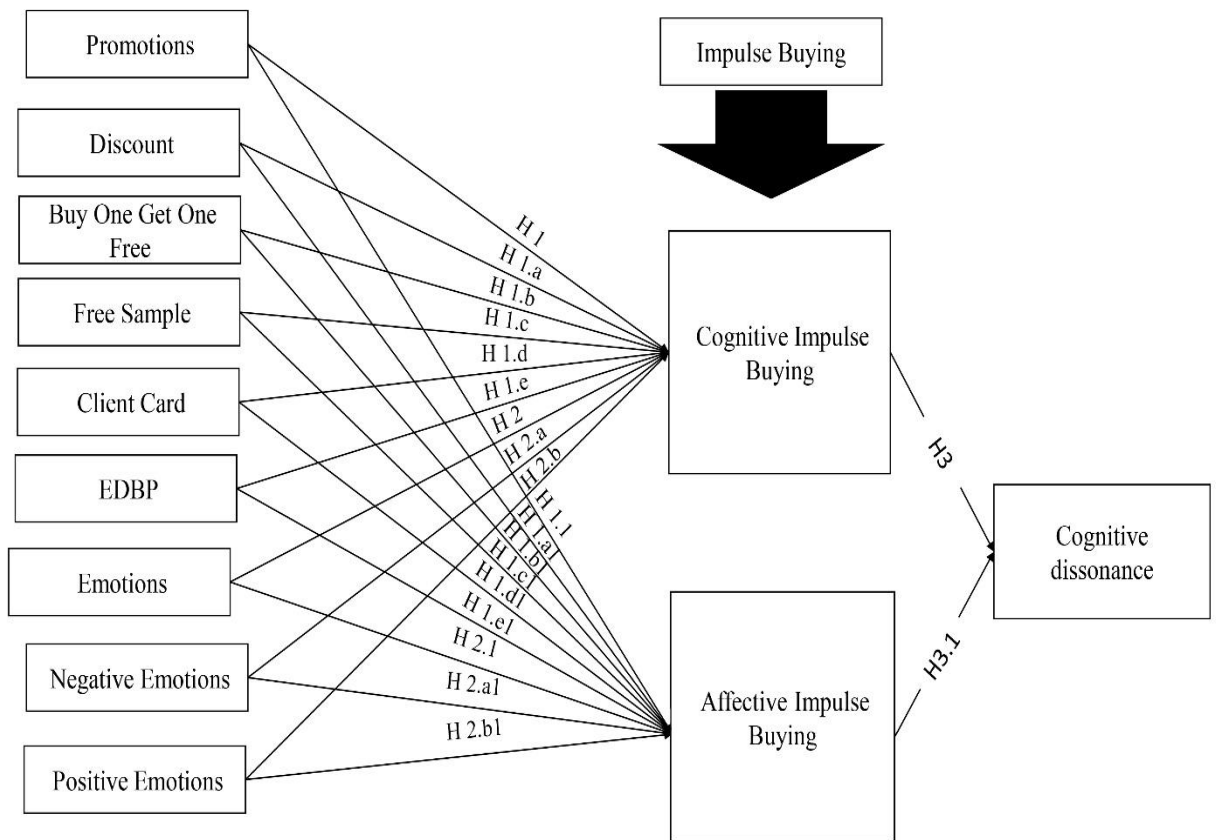 Promotions
Impulse Buying
Discount
Buy One Get One
Free
Free Sample
Client Card
EDBP
Emotions
Negative Emotions
Positive Emotions
H 1
H 1.a
H 1.b
H 1.c
H 1.d
H 1.e
H 2
H 2.a
H 2.b
H 1.1
H 1.a1
H 1.b1
H 1.c1
H 1.d1
H 1.e1
H 2.1
H 2.a1
H 2.b1
Cognitive Impulse
Buying
Affective Impulse
Buying
H3
H3.1
Cognitive
dissonance